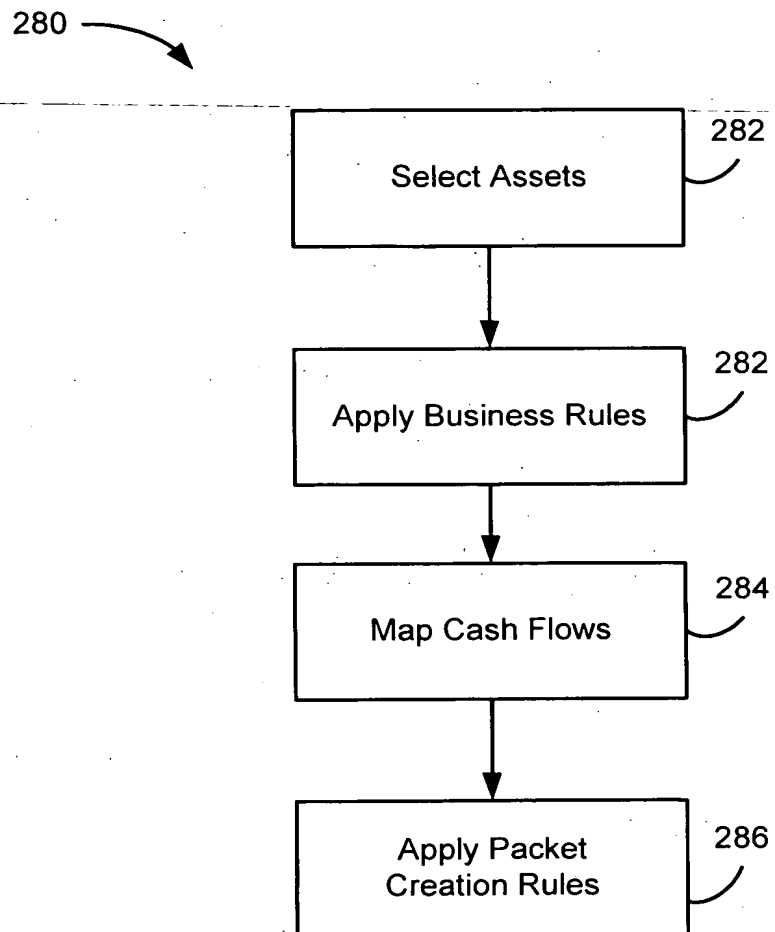 280
282
Select Assets
282
Apply Business Rules
284
Map Cash Flows
286
Apply Packet
Creation Rules